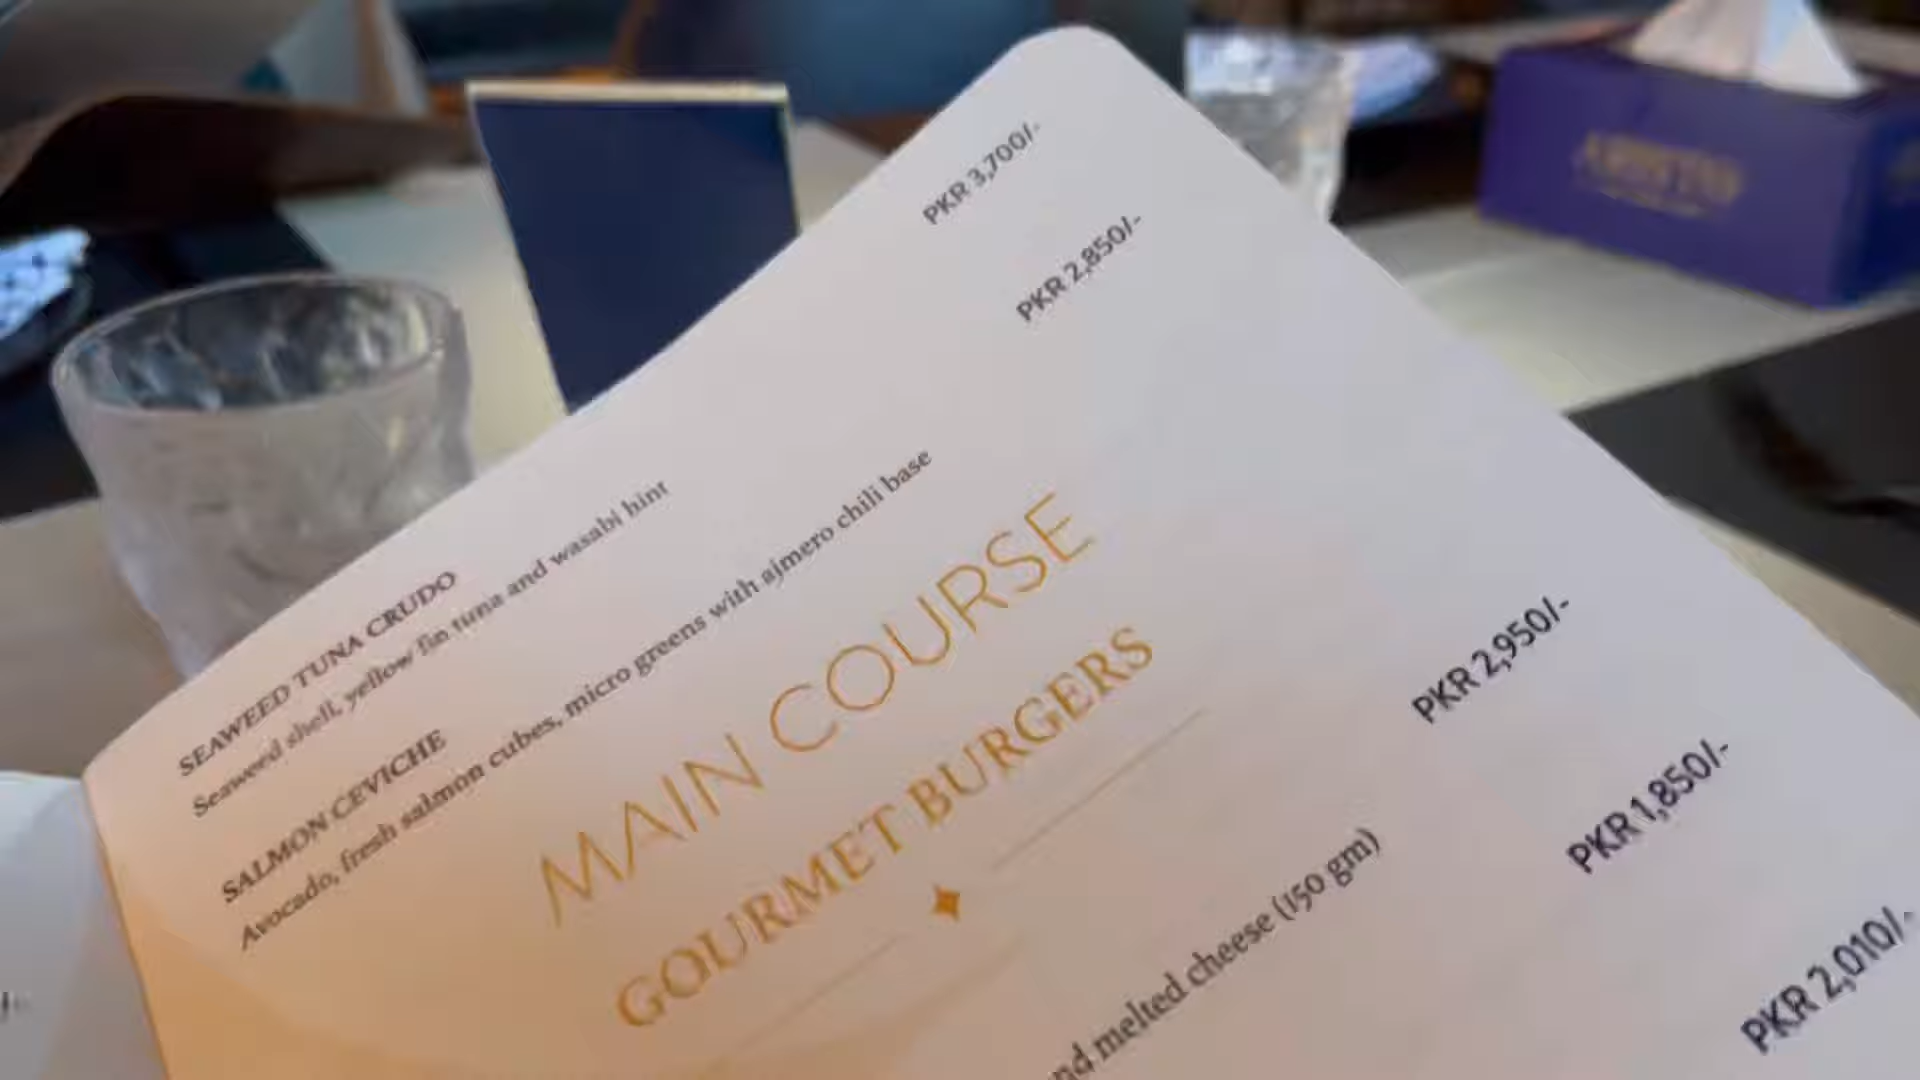 SEAWEED TUNA CRUDO
PKR 3,700/-
Seaweed shell, yellow fin tuna and wasabi hint
SALMON CEVICHE
PKR 2,850/-
Avocado, fresh salmon cubes, micro greens with ajmero chili base
MAIN COURSE
GOURMET BURGERS
PKR 2,950/-
melted cheese (150 gm)
PKR 1,850/-
PKR 2,010/-